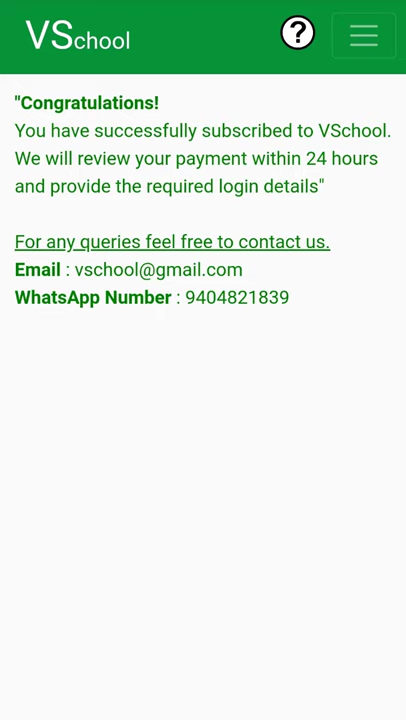 VSchool
?
"Congratulations!
You have successfully subscribed to VSchool.
We will review your payment within 24 hours
and provide the required login details"
For any queries feel free to contact us.
Email : vschool@gmail.com
WhatsApp Number : 9404821839